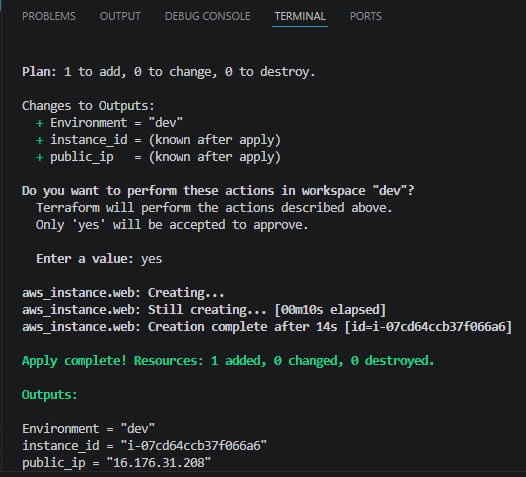 PROBLEMS OUTPUT DEBUG CONSOLE TERMINAL PORTS
Plan: 1 to add, 0 to change, 0 to destroy.
Changes to Outputs:
+ Environment = "dev"
+ instance_id = (known after apply)
+ public_ip   = (known after apply)
Do you want to perform these actions in workspace "dev"?
Terraform will perform the actions described above.
Only 'yes' will be accepted to approve.
Enter a value: yes
aws_instance.web: Creating...
aws_instance.web: Still creating... [00m10s elapsed]
aws_instance.web: Creation complete after 14s [id=i-07cd64ccb37f066a6]
Apply complete! Resources: 1 added, 0 changed, 0 destroyed.
Outputs:
Environment = "dev"
instance_id = "i-07cd64ccb37f066a6"
public_ip = "16.176.31.208"